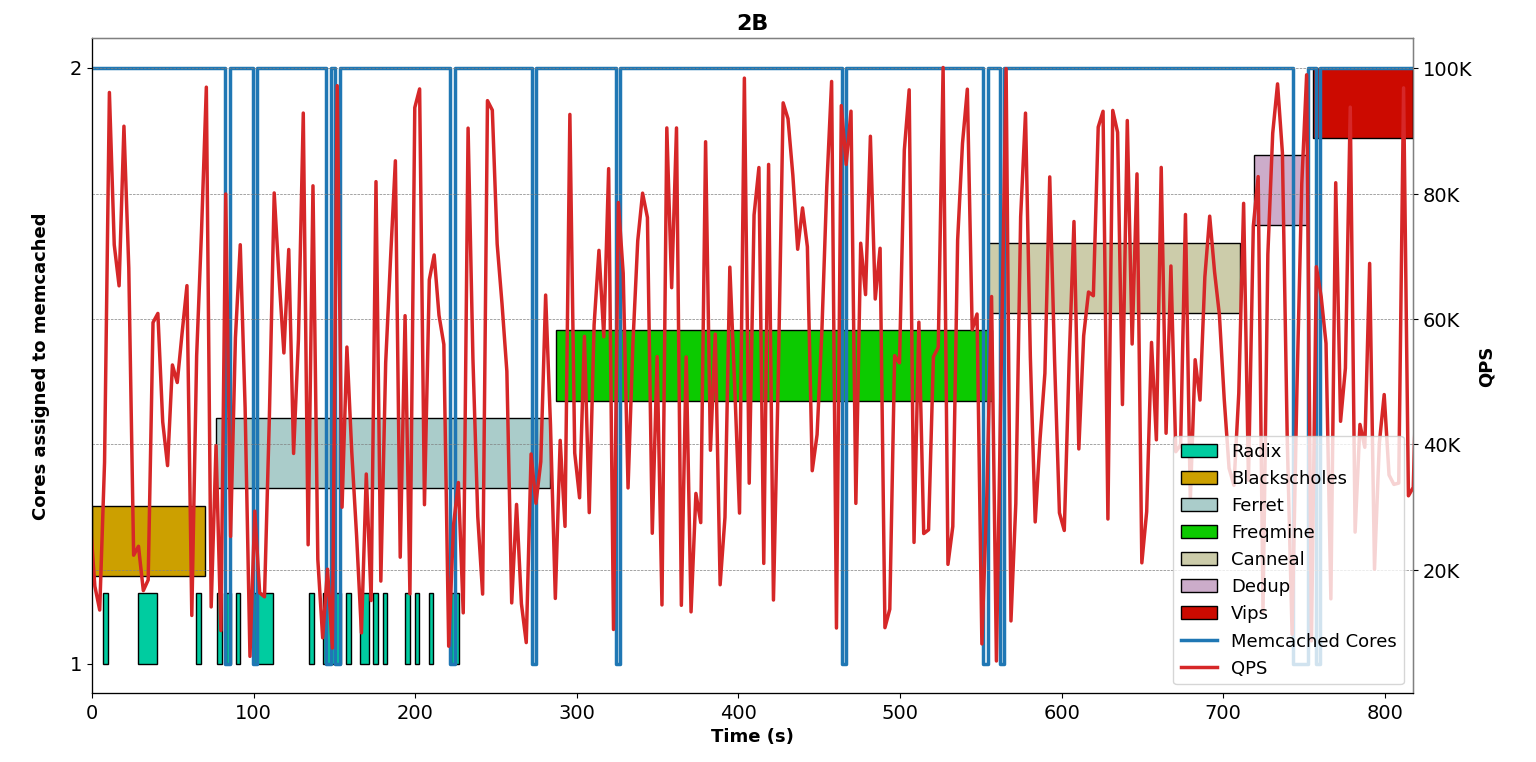 2B
Cores assigned to memcached
2
1
100K
80K
60K
40K
20K
QPS
Radix
Blackscholes
Ferret
Freqmine
Canneal
Dedup
Vips
Memcached Cores
QPS
0 100 200 300 400 500 600 700 800
Time (s)